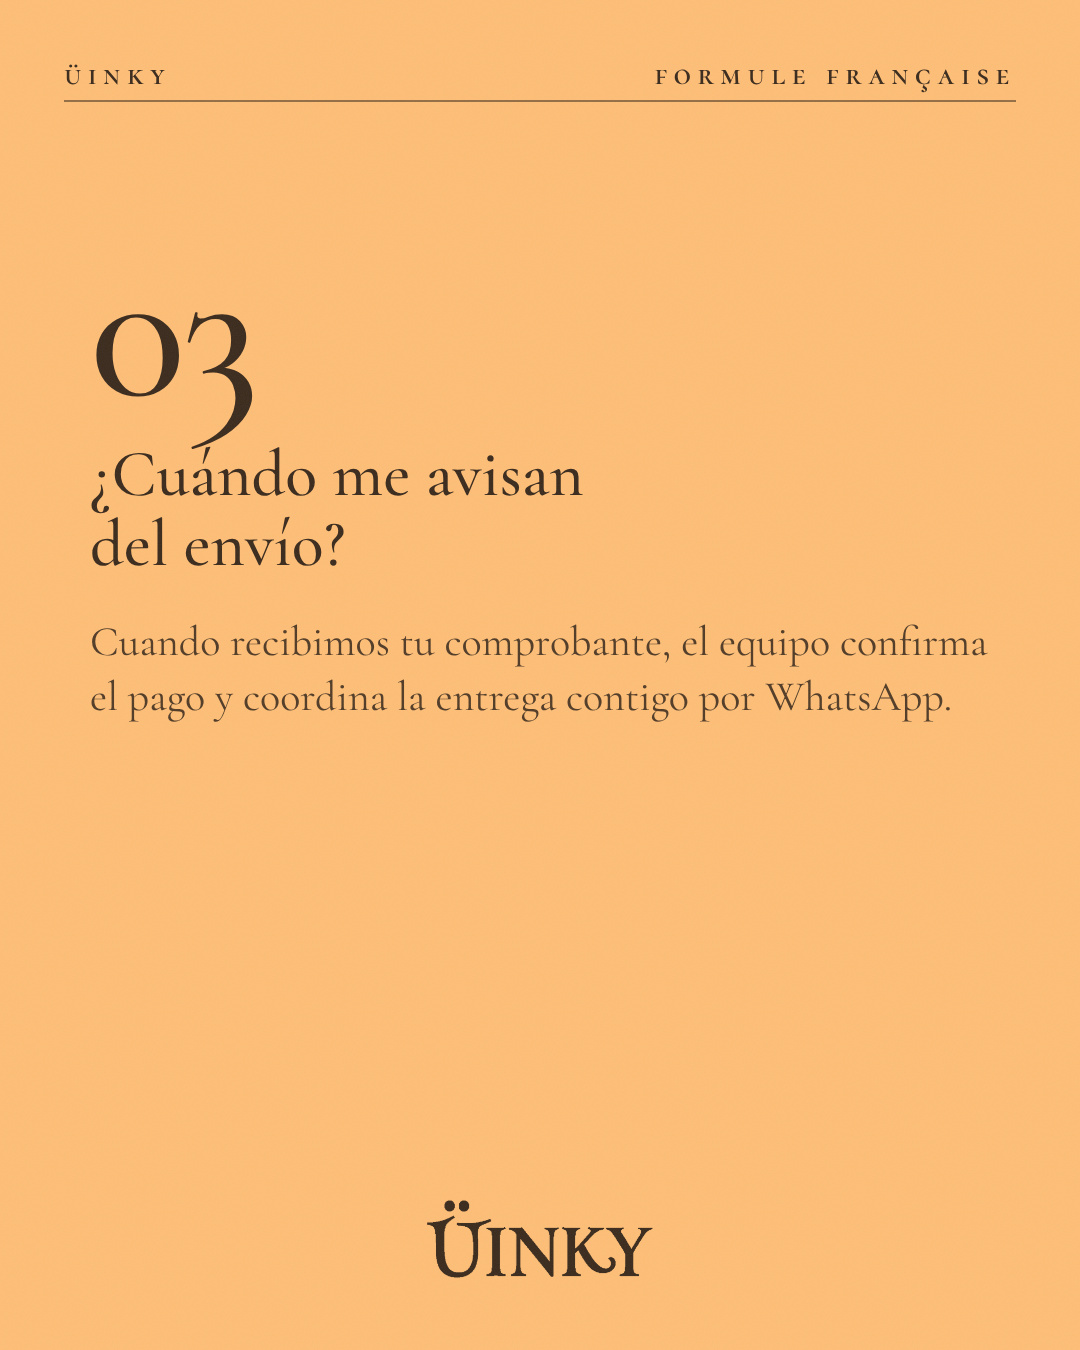 ÜINKY
FORMULE FRANÇAISE
03
¿Cuándo me avisan
del envío?
Cuando recibimos tu comprobante, el equipo confirma
el pago y coordina la entrega contigo por WhatsApp.
ÜINKY